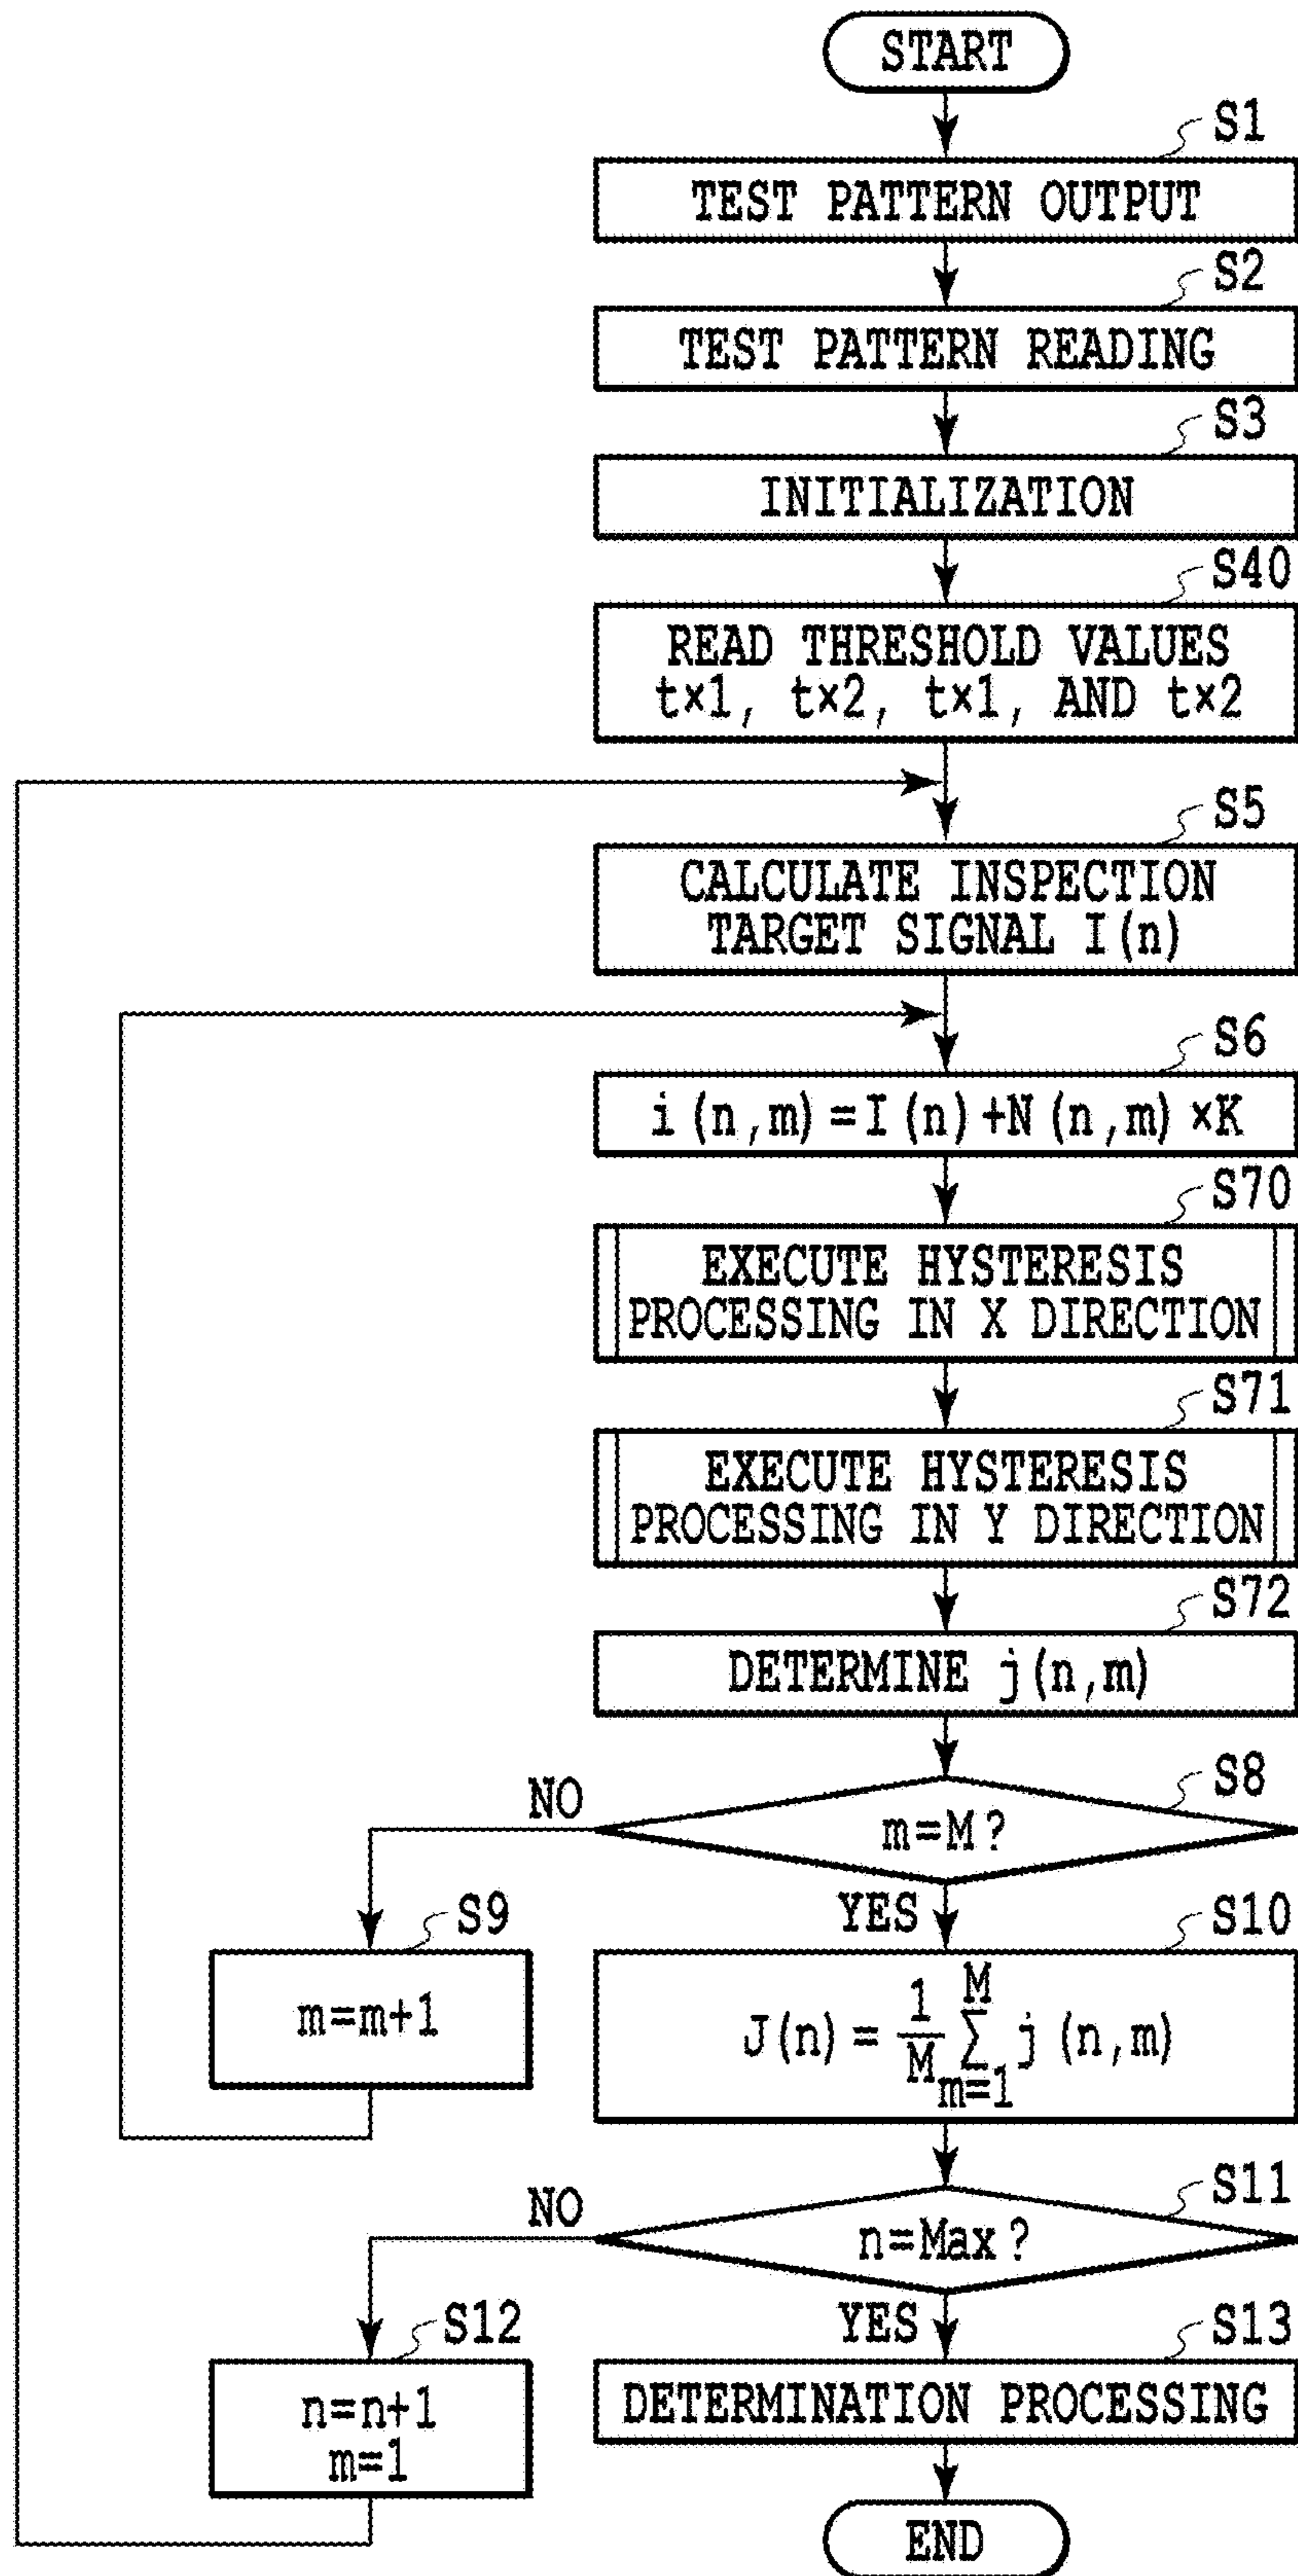 START
S1
TEST PATTERN OUTPUT
S2
TEST PATTERN READING
S3
INITIALIZATION
S40
READ THRESHOLD VALUES
t×1, t×2, t×1, AND t×2
S5
CALCULATE INSPECTION
TARGET SIGNAL I(n)
S6
i(n,m)=I(n)+N(n,m)×K
S70
EXECUTE HYSTERESIS
PROCESSING IN X DIRECTION
S71
EXECUTE HYSTERESIS
PROCESSING IN Y DIRECTION
S72
DETERMINE j(n,m)
S8
NO
m=M?
YES
S9
m=m+1
S10
J(n) = 1/M M∑m=1 j(n,m)
S11
NO
n=Max?
YES
S12
n=n+1
m=1
S13
DETERMINATION PROCESSING
END